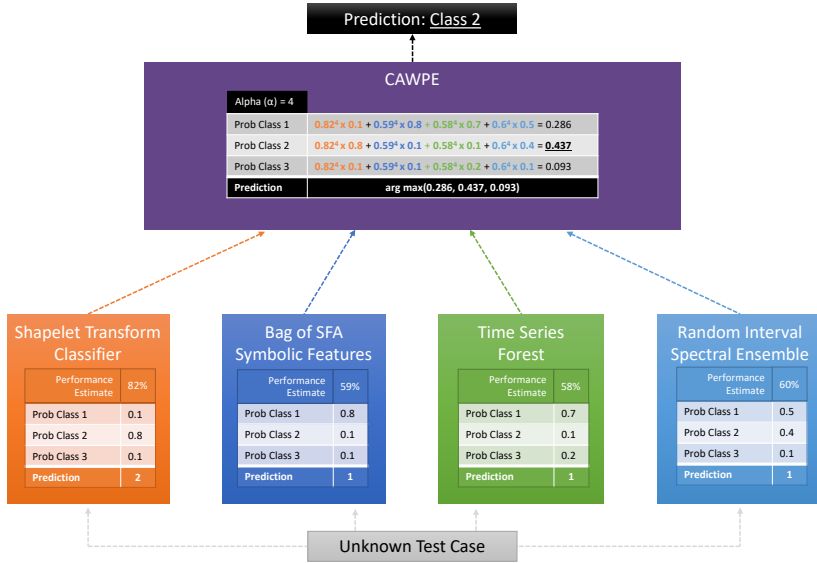 Prediction: Class 2
CAWPE
Alpha (α) = 4
Prob Class 1 0.82⁴ x 0.1 + 0.59⁴ x 0.8 + 0.58⁴ x 0.7 + 0.6⁴ x 0.5 = 0.286
Prob Class 2 0.82⁴ x 0.8 + 0.59⁴ x 0.1 + 0.58⁴ x 0.1 + 0.6⁴ x 0.4 = 0.437
Prob Class 3 0.82⁴ x 0.1 + 0.59⁴ x 0.1 + 0.58⁴ x 0.2 + 0.6⁴ x 0.1 = 0.093
Prediction arg max(0.286, 0.437, 0.093)
Shapelet Transform
Classifier
Performance
Estimate 82%
Prob Class 1 0.1
Prob Class 2 0.8
Prob Class 3 0.1
Prediction 2
Bag of SFA
Symbolic Features
Performance
Estimate 59%
Prob Class 1 0.8
Prob Class 2 0.1
Prob Class 3 0.1
Prediction 1
Time Series
Forest
Performance
Estimate 58%
Prob Class 1 0.7
Prob Class 2 0.1
Prob Class 3 0.2
Prediction 1
Random Interval
Spectral Ensemble
Performance
Estimate 60%
Prob Class 1 0.5
Prob Class 2 0.4
Prob Class 3 0.1
Prediction 1
Unknown Test Case